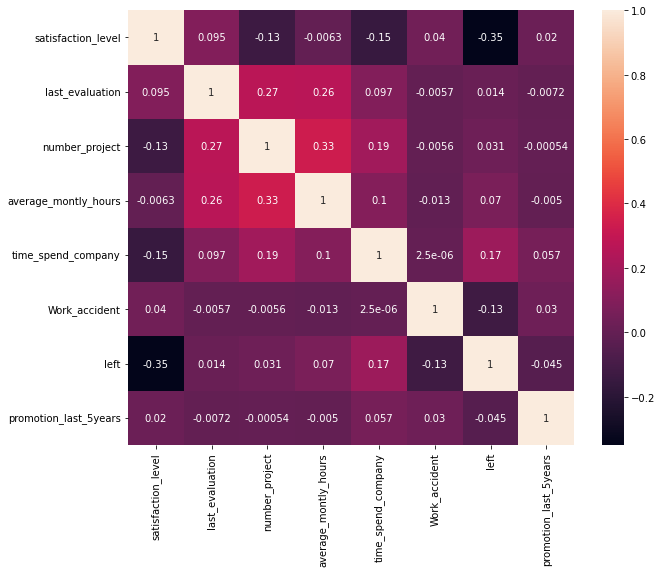 satisfaction_level 1 0.095 -0.13 -0.0063 -0.15 0.04 -0.35 0.02
last_evaluation 0.095 1 0.27 0.26 0.097 -0.0057 0.014 -0.0072
number_project -0.13 0.27 1 0.33 0.19 -0.0056 0.031 -0.00054
average_montly_hours -0.0063 0.26 0.33 1 0.1 -0.013 0.07 -0.005
time_spend_company -0.15 0.097 0.19 0.1 1 2.5e-06 0.17 0.057
Work_accident 0.04 -0.0057 -0.0056 -0.013 2.5e-06 1 -0.13 0.03
left -0.35 0.014 0.031 0.07 0.17 -0.13 1 -0.045
promotion_last_5years 0.02 -0.0072 -0.00054 -0.005 0.057 0.03 -0.045 1
satisfaction_level
last_evaluation
number_project
average_montly_hours
time_spend_company
Work_accident
left
promotion_last_5years
1.0
0.8
0.6
0.4
0.2
0.0
−0.2